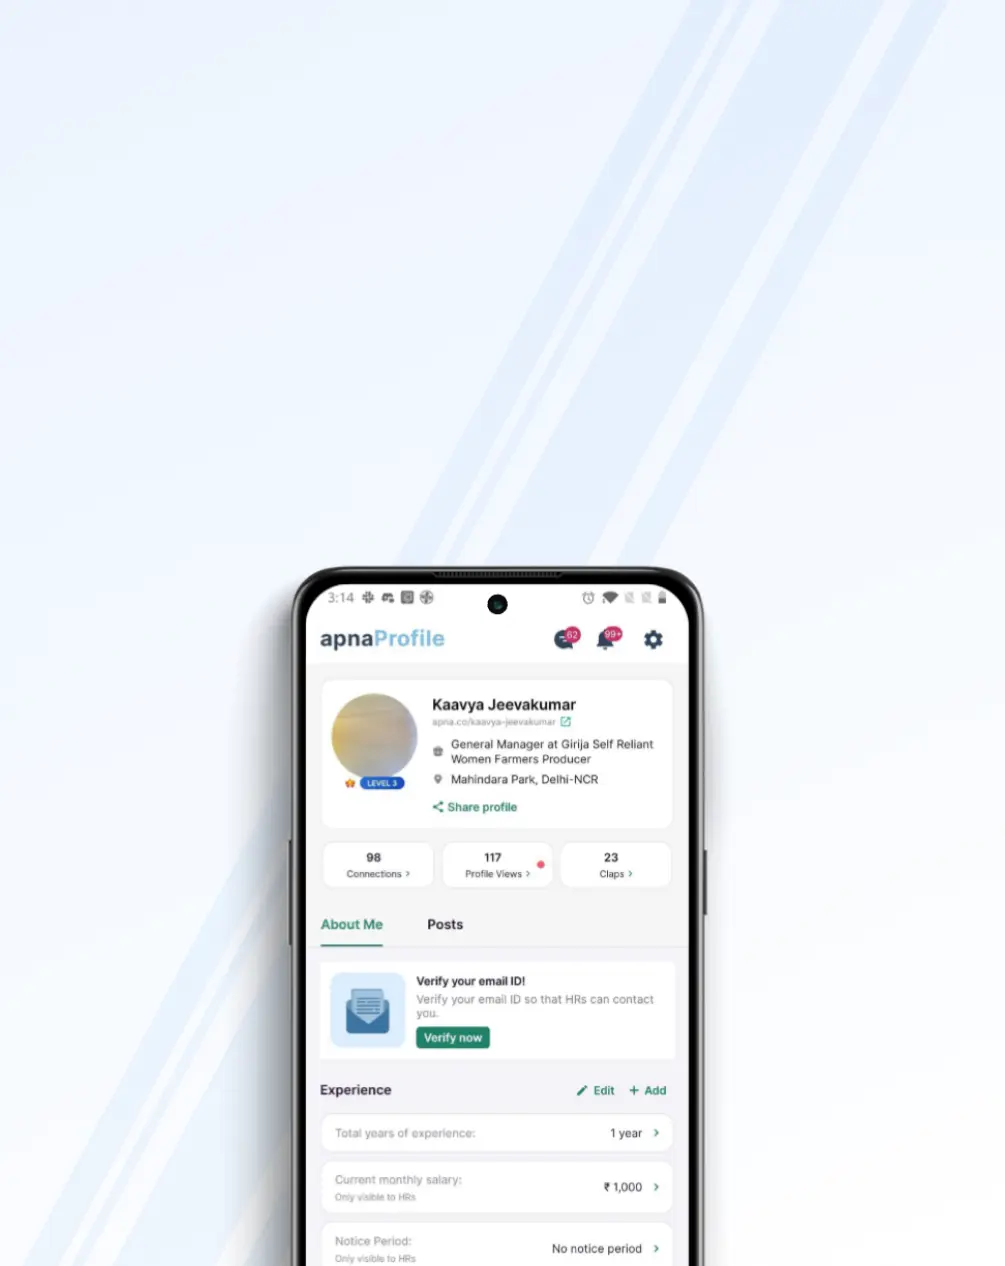 3:14
apnaProfile
62
99+
Kaavya Jeevakumar
apna.co/kaavya-jeevakumar
General Manager at Girija Self Reliant
Women Farmers Producer
LEVEL 3
Mahindara Park, Delhi-NCR
Share profile
98
Connections >
117
Profile Views >
23
Claps >
About Me
Posts
Verify your email ID!
Verify your email ID so that HRs can contact
you.
Verify now
Experience
Edit
+ Add
Total years of experience:
1 year >
Current monthly salary:
Only visible to HRs
₹ 1,000 >
Notice Period:
Only visible to HRs
No notice period >